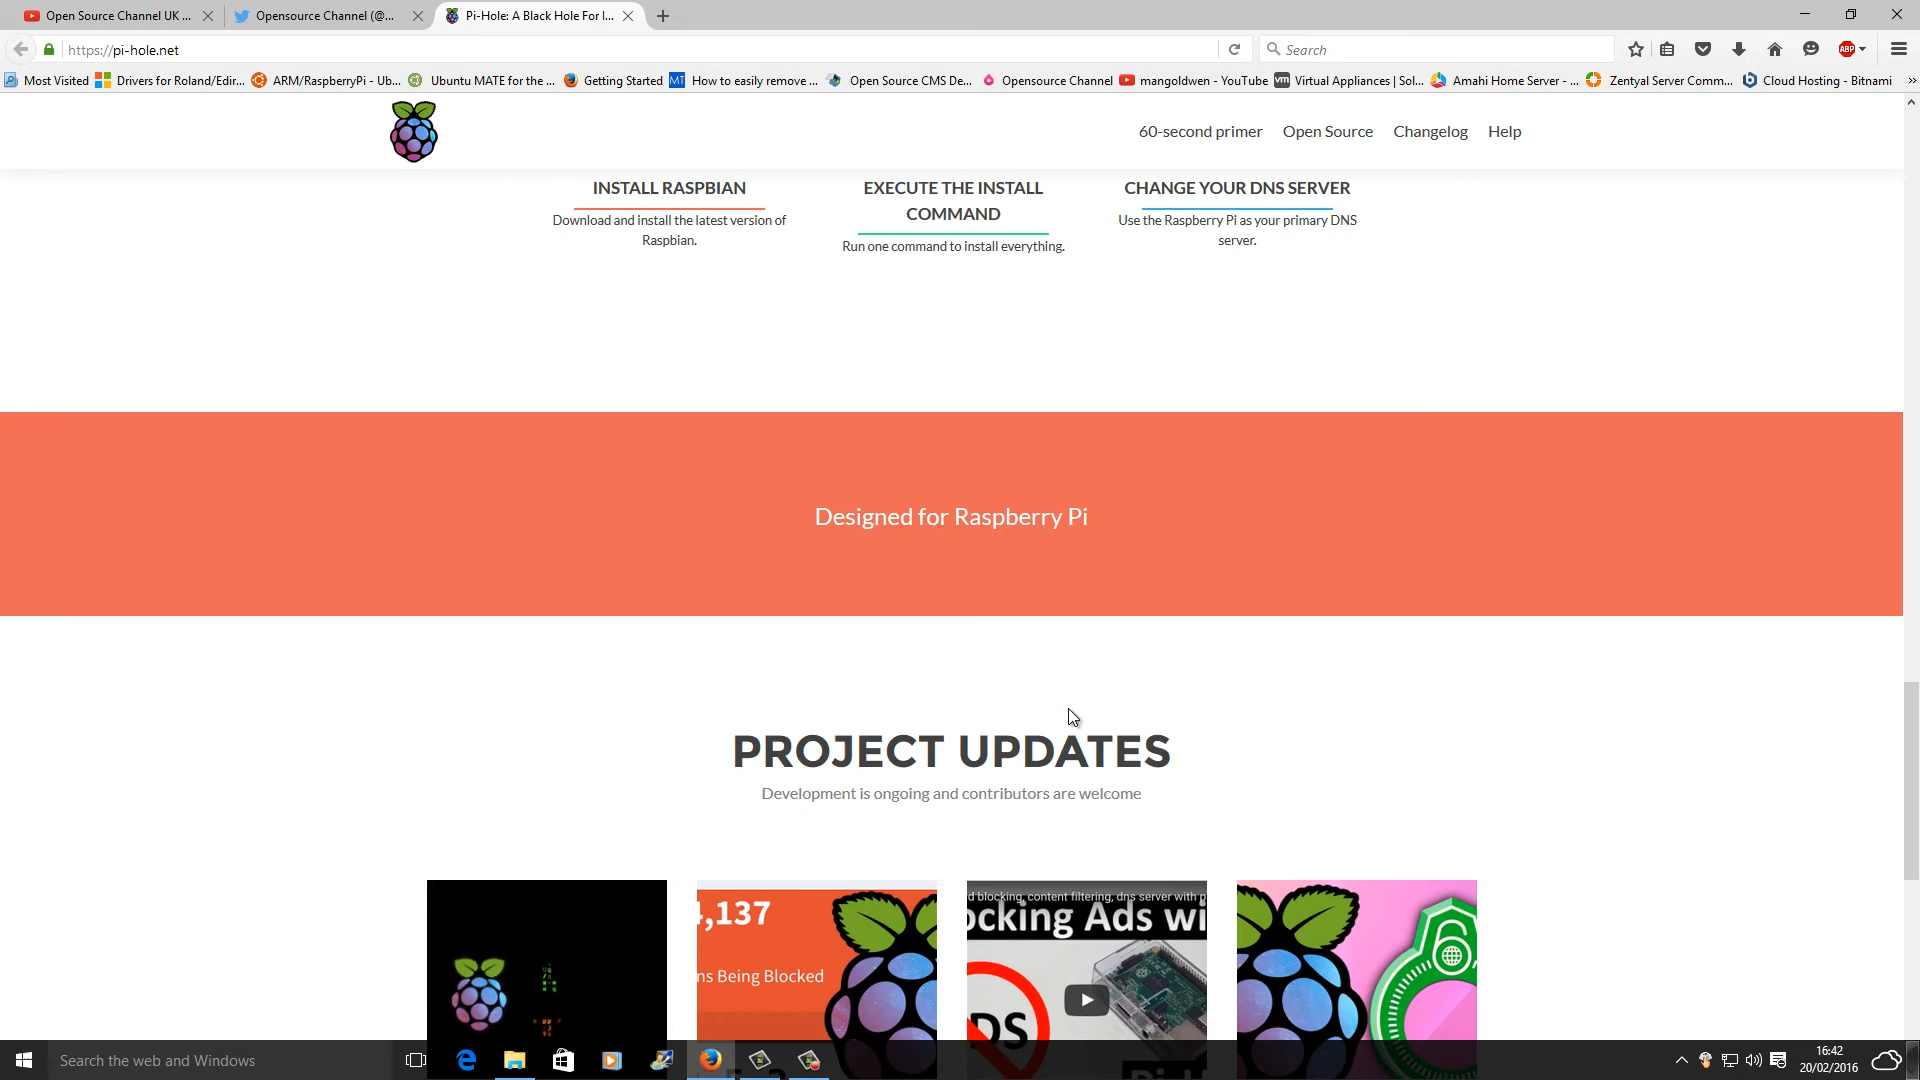 Open Source Channel UK ...
Opensource Channel (@...
Pi-Hole: A Black Hole For I...
https://pi-hole.net
Search
ABP
Most Visited
Drivers for Roland/Edir...
ARM/RaspberryPi - Ub...
Ubuntu MATE for the ...
Getting Started
MT
How to easily remove ...
Open Source CMS De...
Opensource Channel
mangoldwen - YouTube
vm
Virtual Appliances | Sol...
Amahi Home Server - ...
Zentyal Server Comm...
Cloud Hosting - Bitnami
60-second primer
Open Source
Changelog
Help
INSTALL RASPBIAN
Download and install the latest version of
Raspbian.
EXECUTE THE INSTALL
COMMAND
Run one command to install everything.
CHANGE YOUR DNS SERVER
Use the Raspberry Pi as your primary DNS
server.
Designed for Raspberry Pi
PROJECT UPDATES
Development is ongoing and contributors are welcome
,137
ns Being Blocked
d blocking, content filtering, dns server with p
ocking Ads wi
DS
Search the web and Windows
16:42
20/02/2016